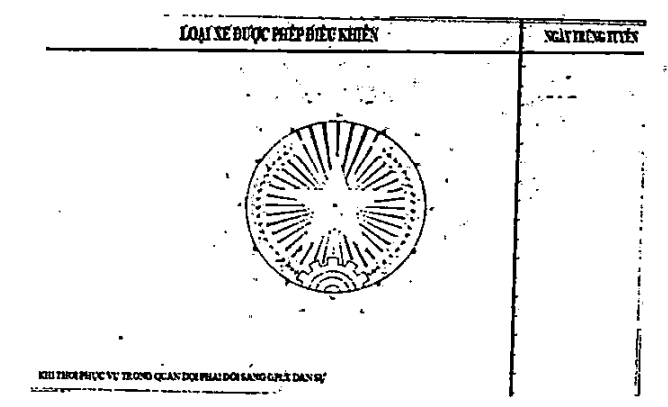 LOẠI XE ĐƯỢC PHÉP ĐIỀU KHIỂN
NGÀY TRÚNG TUYỂN
KHI THÔI PHỤC VỤ TRONG QUÂN ĐỘI PHẢI ĐỔI SANG GPLX DÂN SỰ